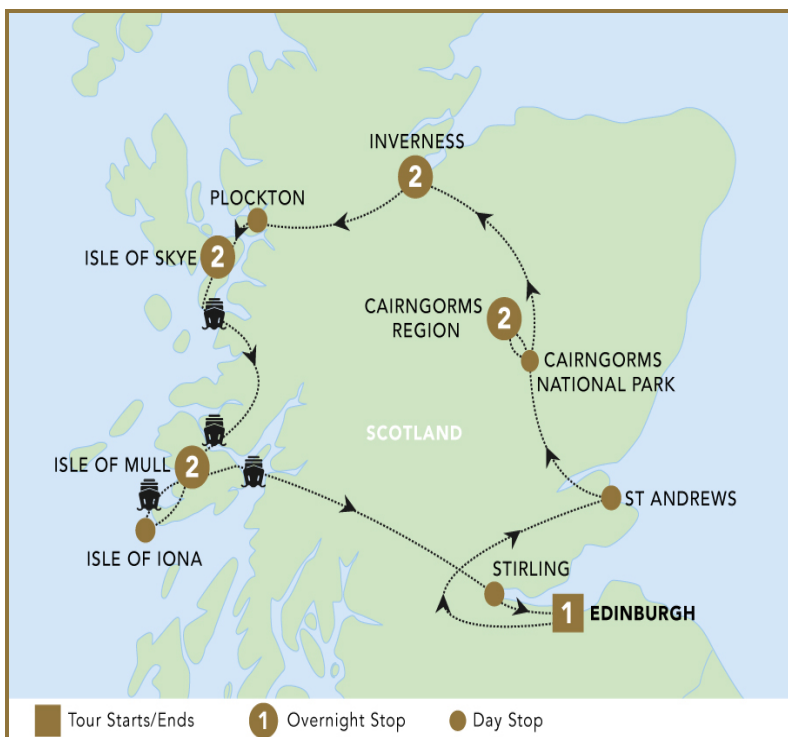 INVERNESS
2
PLOCKTON
ISLE OF SKYE
2
CAIRNGORMS
REGION
2
CAIRNGORMS
NATIONAL PARK
SCOTLAND
ISLE OF MULL
2
ST ANDREWS
ISLE OF IONA
STIRLING
1
EDINBURGH
Tour Starts/Ends
1
Overnight Stop
Day Stop